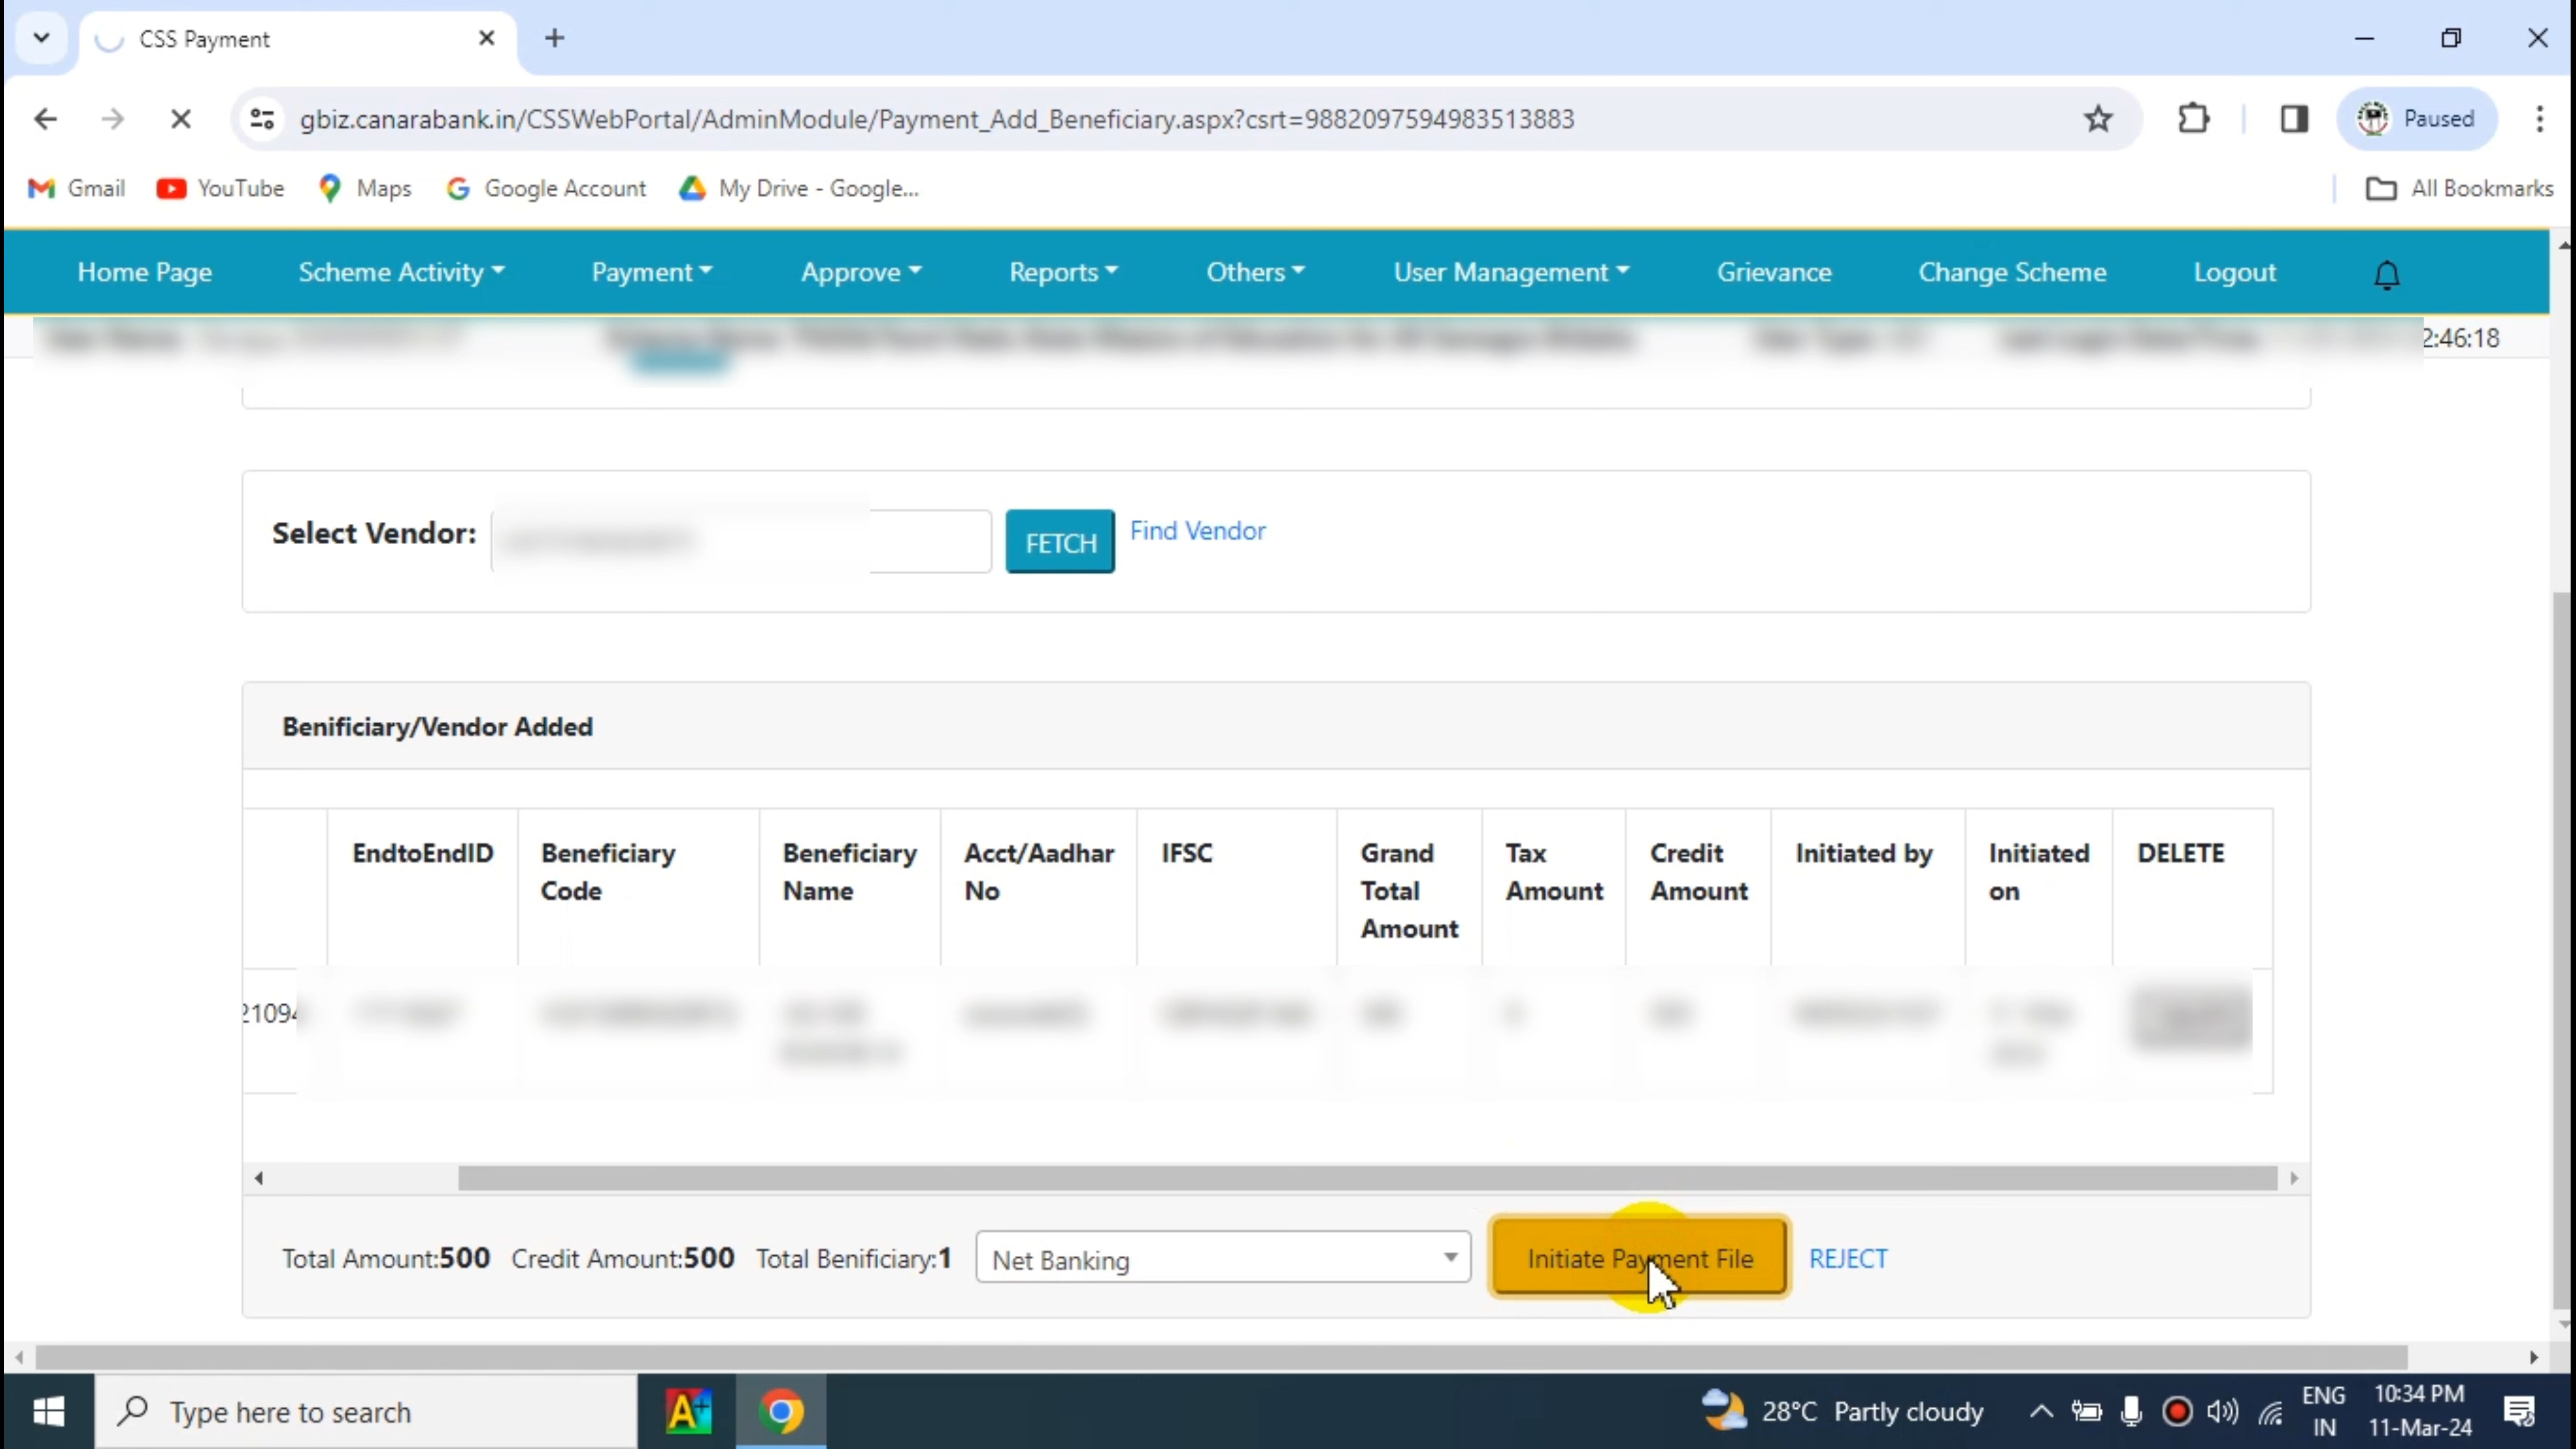 CSS Payment
gbiz.canarabank.in/CSSWebPortal/AdminModule/Payment_Add_Beneficiary.aspx?csrt=9882097594983513883
Paused
Gmail YouTube Maps Google Account My Drive - Google... All Bookmarks
Home Page Scheme Activity Payment Approve Reports Others User Management Grievance Change Scheme Logout
2:46:18
Select Vendor: FETCH Find Vendor
Benificiary/Vendor Added
EndtoEndID Beneficiary Code Beneficiary Name Acct/Aadhar No IFSC Grand Total Amount Tax Amount Credit Amount Initiated by Initiated on DELETE
21094
Total Amount:500 Credit Amount:500 Total Benificiary:1 Net Banking Initiate Payment File REJECT
Type here to search
28°C Partly cloudy
ENG
IN
10:34 PM
11-Mar-24